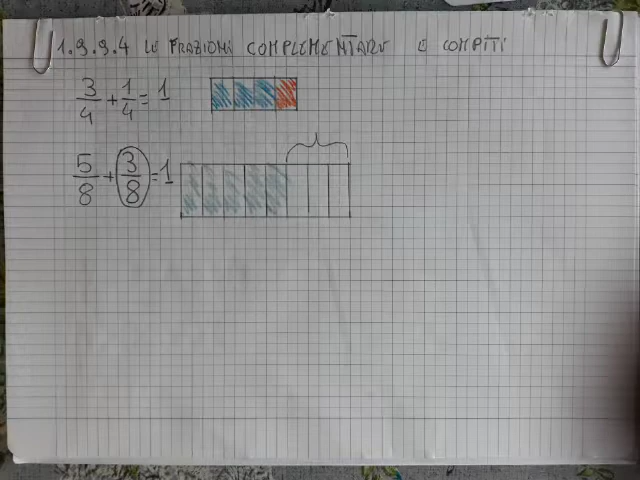 1.9.9.4 LE FRAZIONI COMPLEMENTARI E COMPITI
3/4 + 1/4 = 1
5/8 + 3/8 = 1